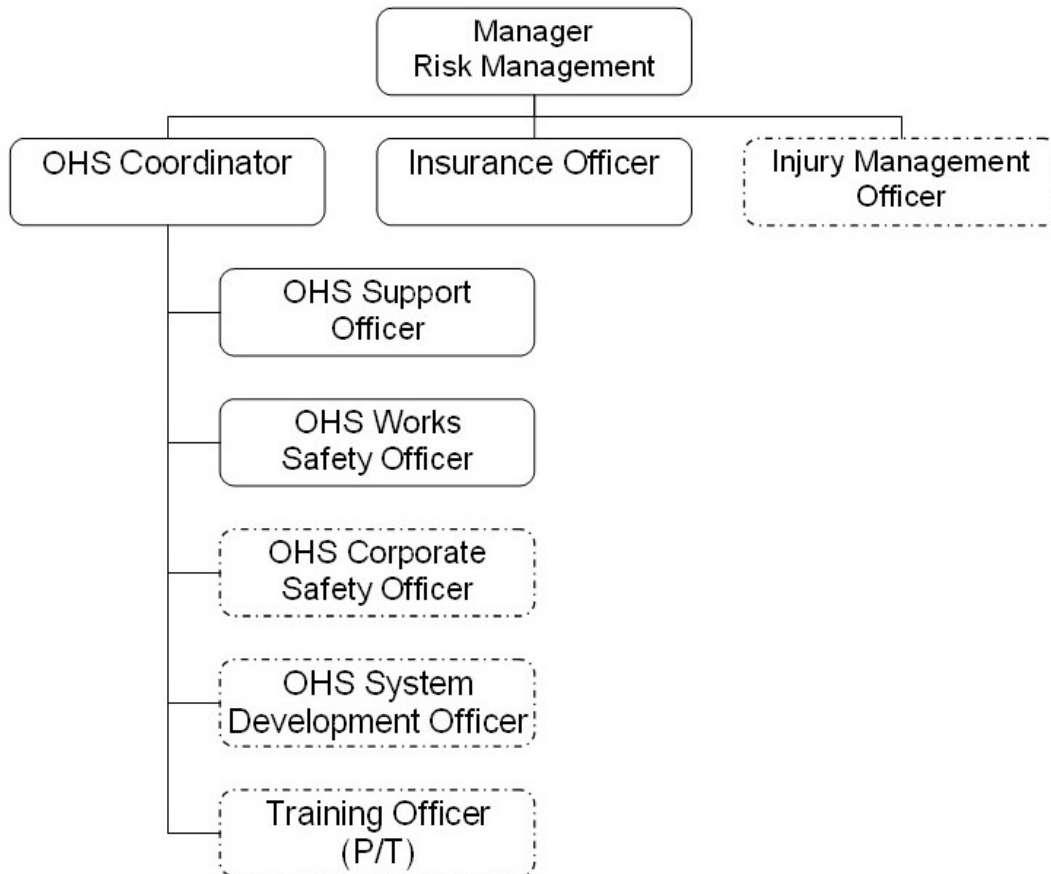 Manager
Risk Management
OHS Coordinator
Insurance Officer
Injury Management
Officer
OHS Support
Officer
OHS Works
Safety Officer
OHS Corporate
Safety Officer
OHS System
Development Officer
Training Officer
(P/T)